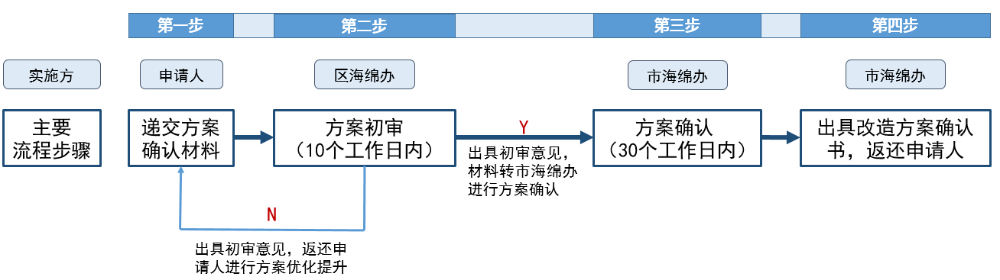 第一步
第二步
第三步
第四步
实施方
申请人
区海绵办
市海绵办
市海绵办
主要
流程步骤
递交方案
确认材料
方案初审
（10个工作日内）
Y
出具初审意见，
材料转市海绵办
进行方案确认
方案确认
（30个工作日内）
出具改造方案确认
书，返还申请人
N
出具初审意见，返还申
请人进行方案优化提升